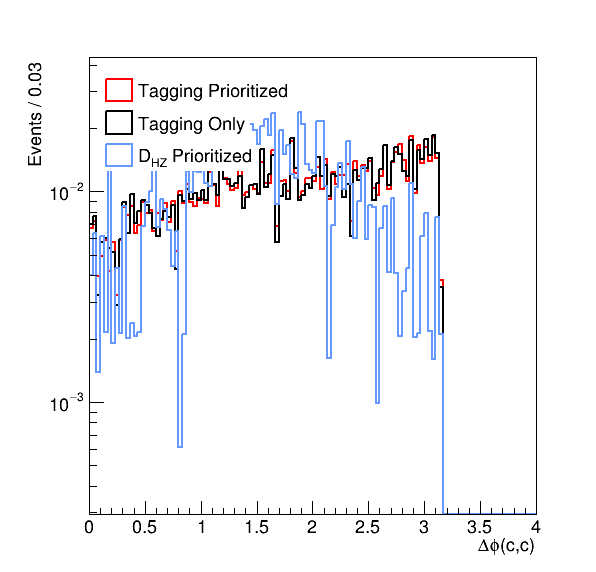 Events / 0.03
Tagging Prioritized
Tagging Only
D_HZ Prioritized
10⁻²
10⁻³
0 0.5 1 1.5 2 2.5 3 3.5 4
Δϕ(c,c)